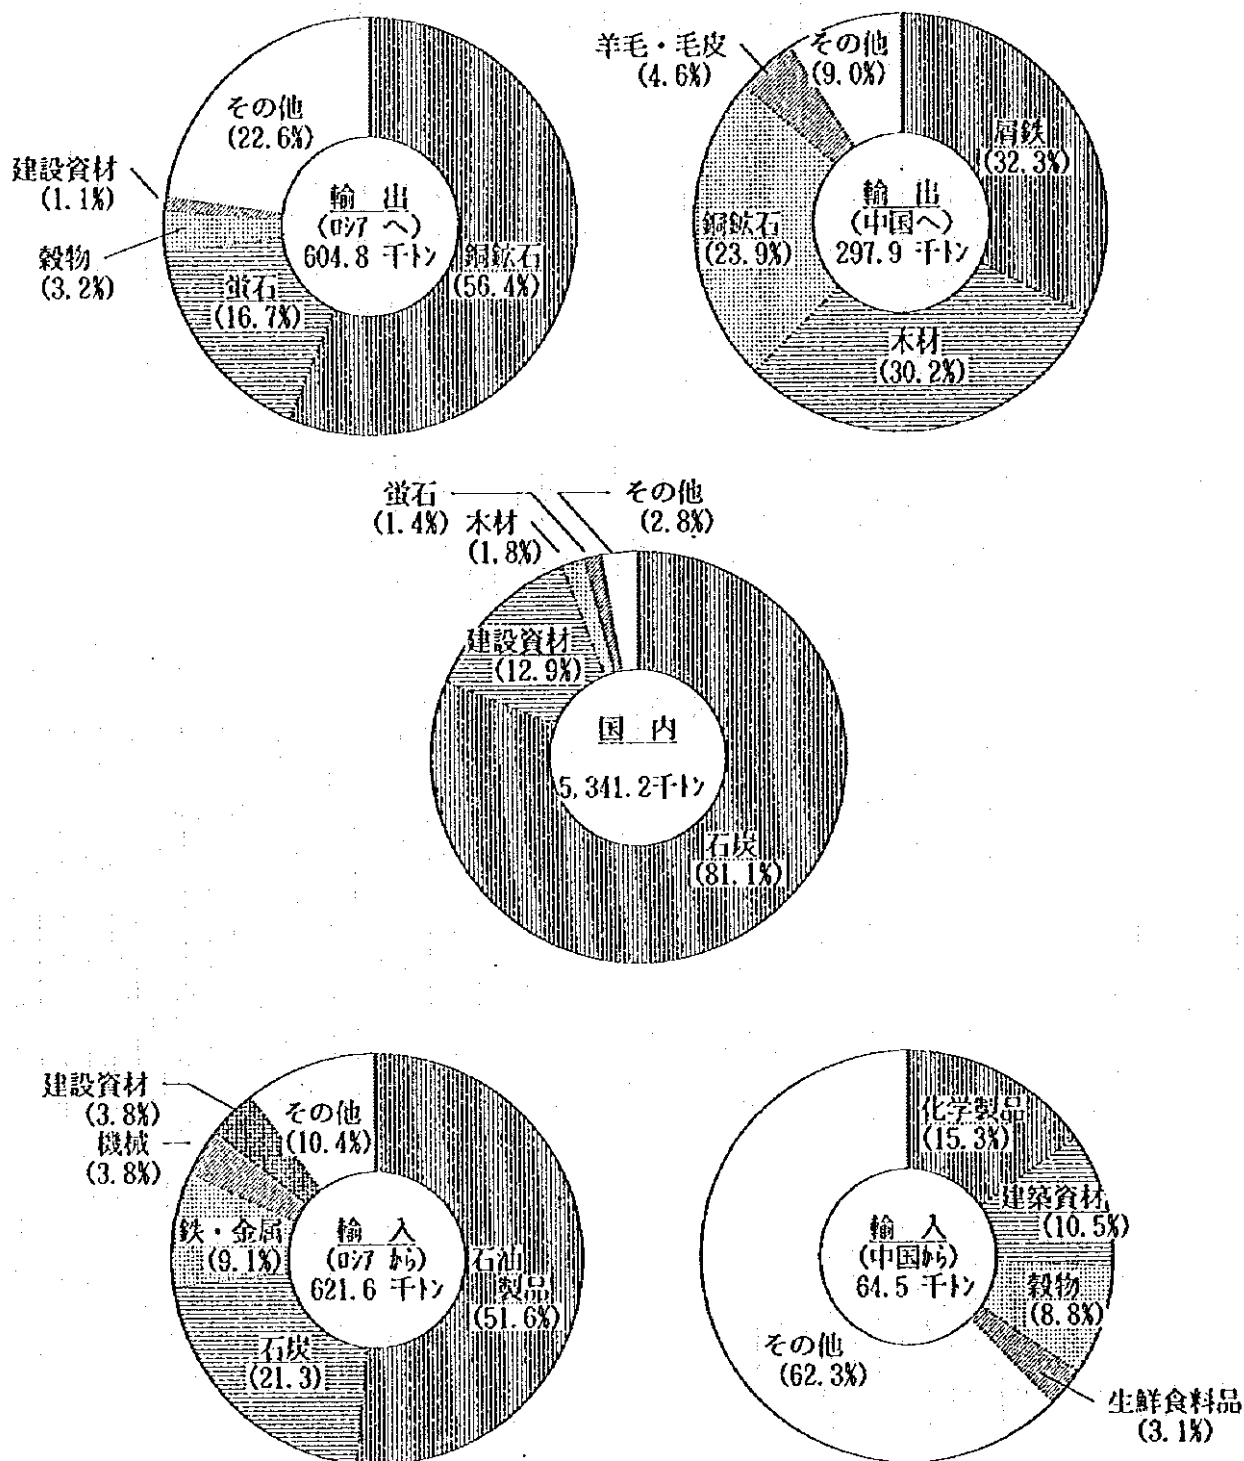 その他
(22.6%)
建設資材
(1.1%)
穀物
(3.2%)
蛍石
(16.7%)
銅鉱石
(56.4%)
輸 出
(ロシア へ)
604.8 千トン
羊毛・毛皮
(4.6%)
その他
(9.0%)
屑鉄
(32.3%)
銅鉱石
(23.9%)
木材
(30.2%)
輸 出
(中国へ)
297.9 千トン
蛍石
(1.4%)
木材
(1.8%)
その他
(2.8%)
建設資材
(12.9%)
国 内
5,341.2千トン
石炭
(81.1%)
建設資材
(3.8%)
機械
(3.8%)
その他
(10.4%)
鉄・金属
(9.1%)
石炭
(21.3)
石油
製品
(51.6%)
輸 入
(ロシア から)
621.6 千トン
化学製品
(15.3%)
建築資材
(10.5%)
穀物
(8.8%)
生鮮食料品
(3.1%)
その他
(62.3%)
輸 入
(中国から)
64.5 千トン